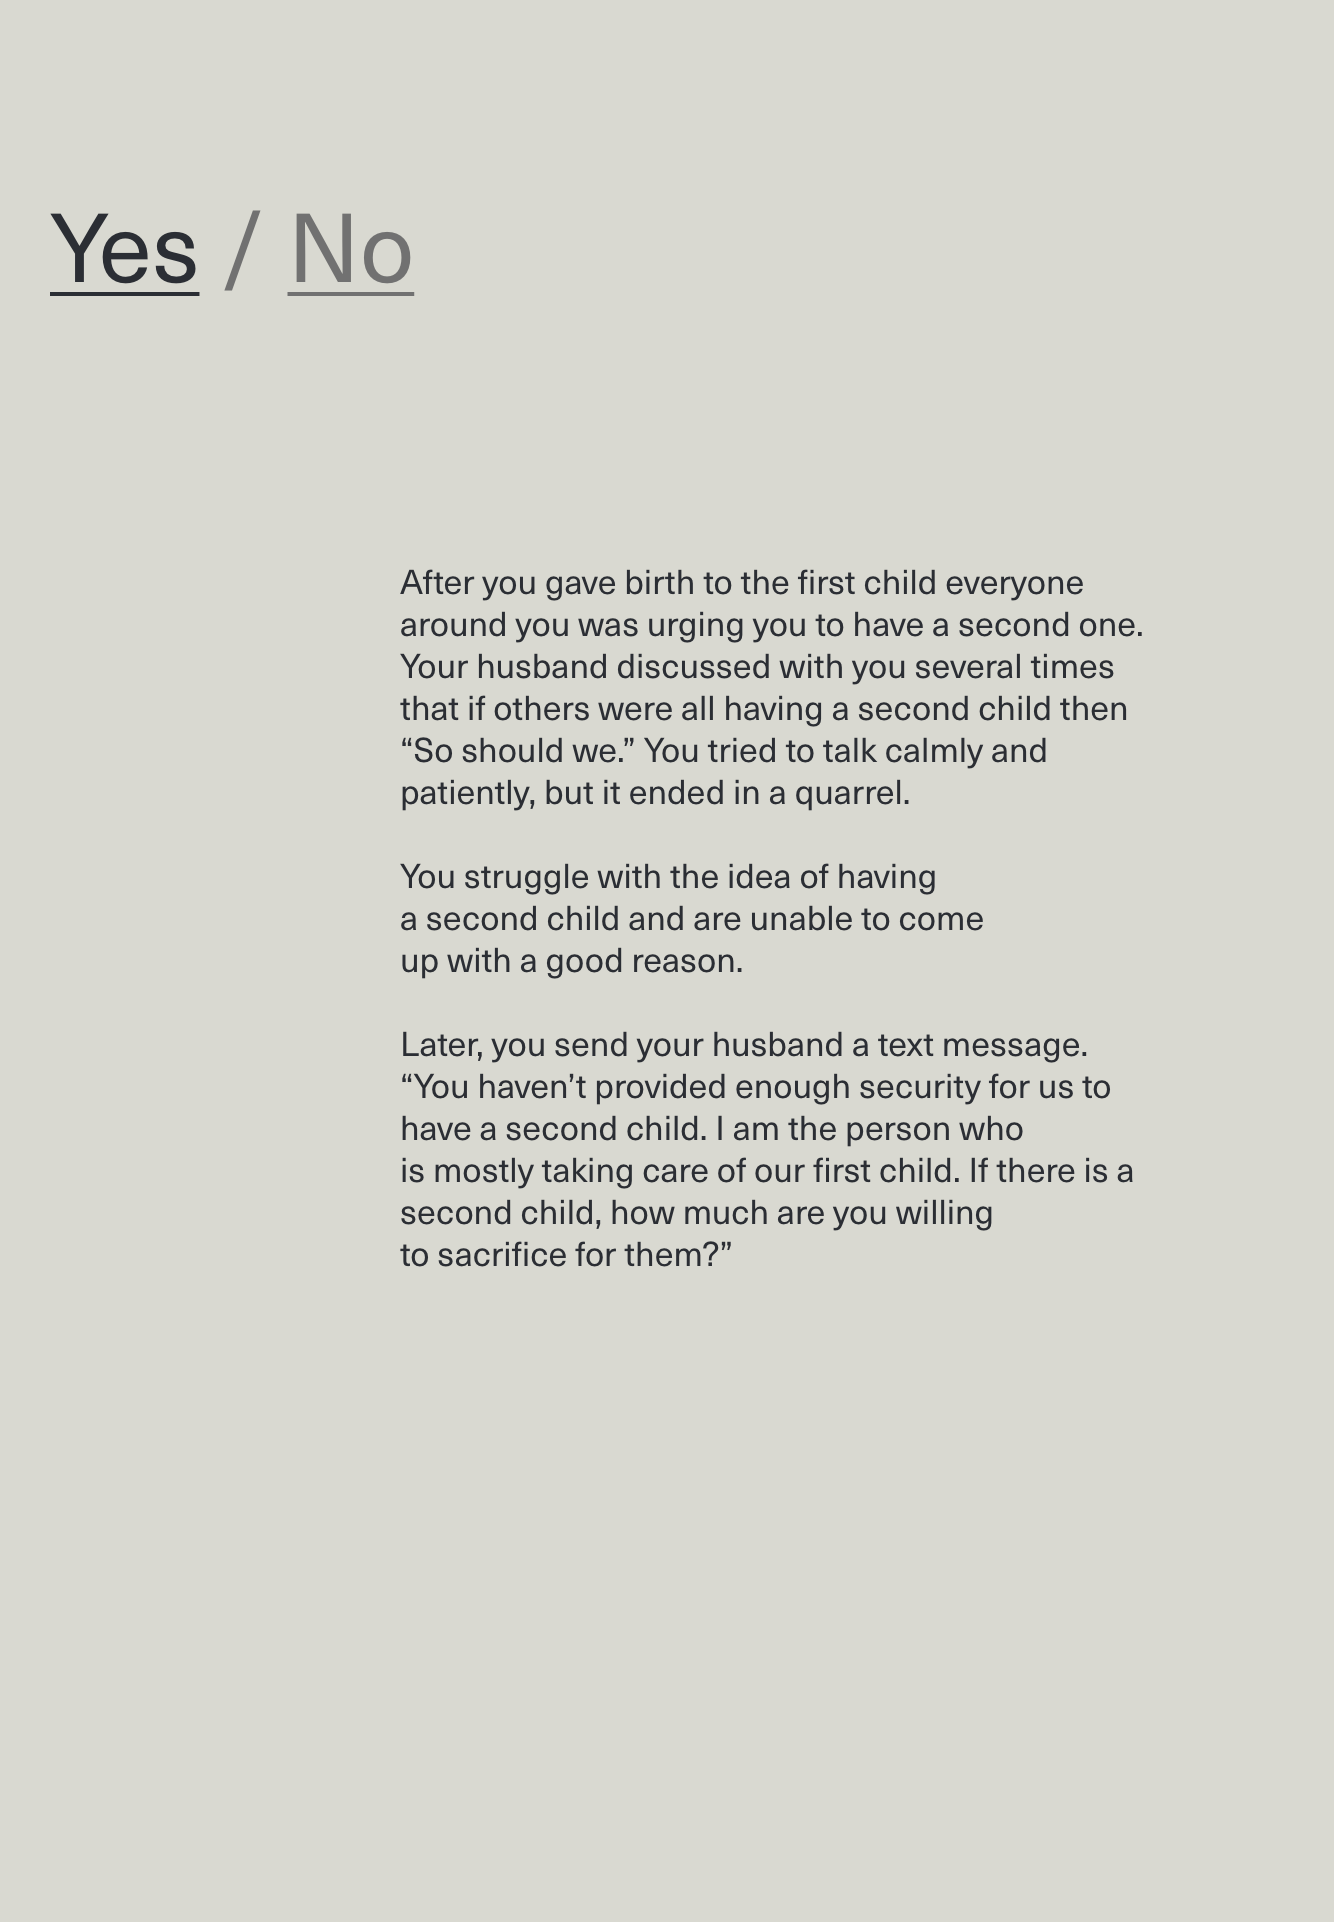 Yes / No
After you gave birth to the first child everyone
around you was urging you to have a second one.
Your husband discussed with you several times
that if others were all having a second child then
“So should we.” You tried to talk calmly and
patiently, but it ended in a quarrel.
You struggle with the idea of having
a second child and are unable to come
up with a good reason.
Later, you send your husband a text message.
“You haven’t provided enough security for us to
have a second child. I am the person who
is mostly taking care of our first child. If there is a
second child, how much are you willing
to sacrifice for them?”